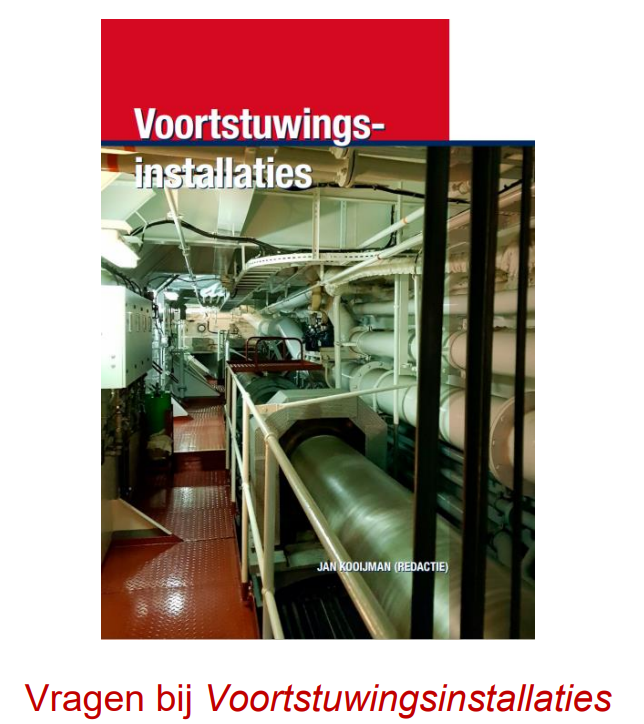 Voortstuwings-
installaties
JAN KOOIJMAN (REDACTIE)
Vragen bij Voortstuwingsinstallaties